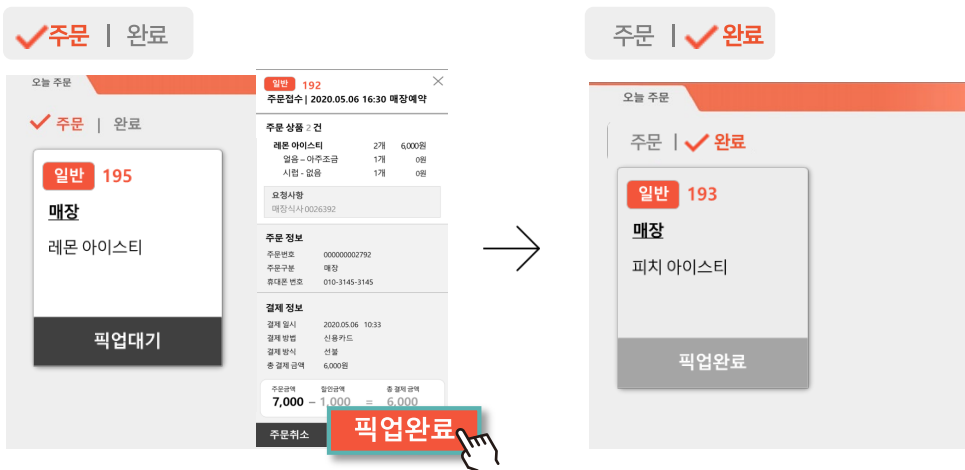 주문 | 완료
오늘 주문
주문 | 완료
일반 195
매장
레몬 아이스티
픽업대기
일반 192
주문접수 | 2020.05.06 16:30 매장예약
주문 상품 2 건
레몬 아이스티 2개 6,000원
얼음 – 아주조금 1개 0원
시럽 - 없음 1개 0원
요청사항
매장식사 0026392
주문 정보
주문번호 000000002792
주문구분 매장
휴대폰 번호 010-3145-3145
결제 정보
결제 일시 2020.05.06 10:33
결제 방법 신용카드
결제 방식 선불
총 결제 금액 6,000원
주문금액 할인금액 총 결제 금액
7,000 – 1,000 = 6,000
주문취소 픽업완료
주문 | 완료
오늘 주문
주문 | 완료
일반 193
매장
피치 아이스티
픽업완료